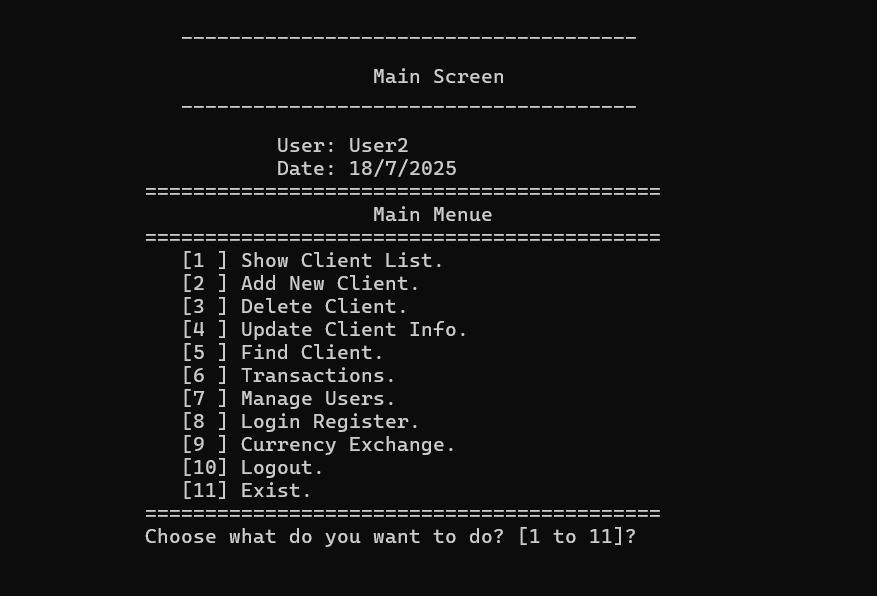 --------------------------------------
Main Screen
--------------------------------------
User: User2
Date: 18/7/2025
===========================================
Main Menue
===========================================
[1 ] Show Client List.
[2 ] Add New Client.
[3 ] Delete Client.
[4 ] Update Client Info.
[5 ] Find Client.
[6 ] Transactions.
[7 ] Manage Users.
[8 ] Login Register.
[9 ] Currency Exchange.
[10] Logout.
[11] Exist.
===========================================
Choose what do you want to do? [1 to 11]?